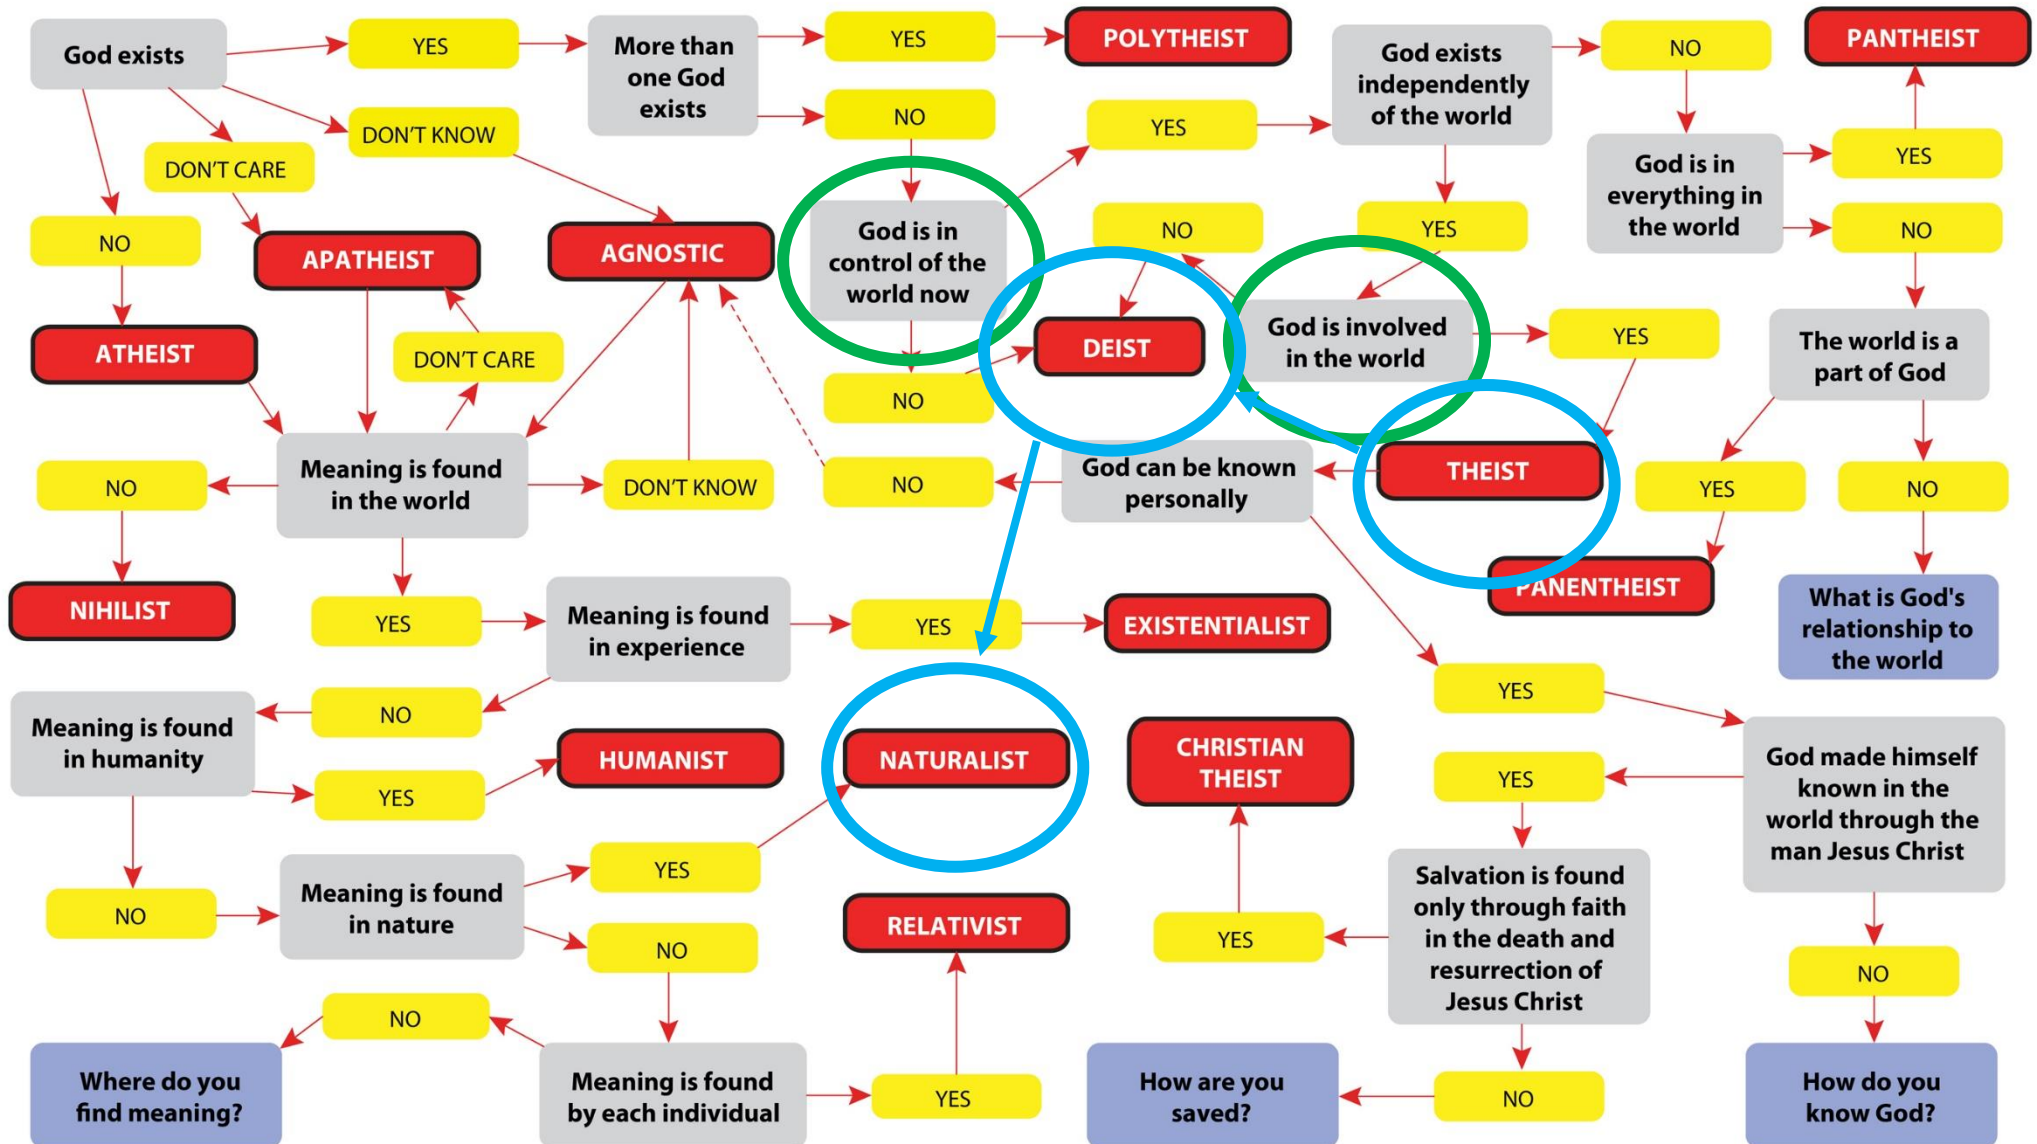 God exists
YES
More than
one God
exists
YES
POLYTHEIST
God exists
independently
of the world
NO
PANTHEIST
DON'T KNOW
NO
YES
DON'T CARE
God is in
everything in
the world
YES
NO
APATHEIST
AGNOSTIC
God is in
control of the
world now
NO
YES
NO
ATHEIST
DON'T CARE
NO
DEIST
God is involved
in the world
YES
The world is a
part of God
NO
Meaning is found
in the world
DON'T KNOW
NO
God can be known
personally
THEIST
YES
NO
NIHILIST
YES
Meaning is found
in experience
YES
EXISTENTIALIST
PANENTHEIST
What is God's
relationship to
the world
Meaning is found
in humanity
NO
YES
HUMANIST
NATURALIST
CHRISTIAN
THEIST
YES
YES
God made himself
known in the
world through the
man Jesus Christ
NO
Meaning is found
in nature
YES
NO
RELATIVIST
YES
Salvation is found
only through faith
in the death and
resurrection of
Jesus Christ
NO
Where do you
find meaning?
NO
Meaning is found
by each individual
YES
How are you
saved?
NO
How do you
know God?